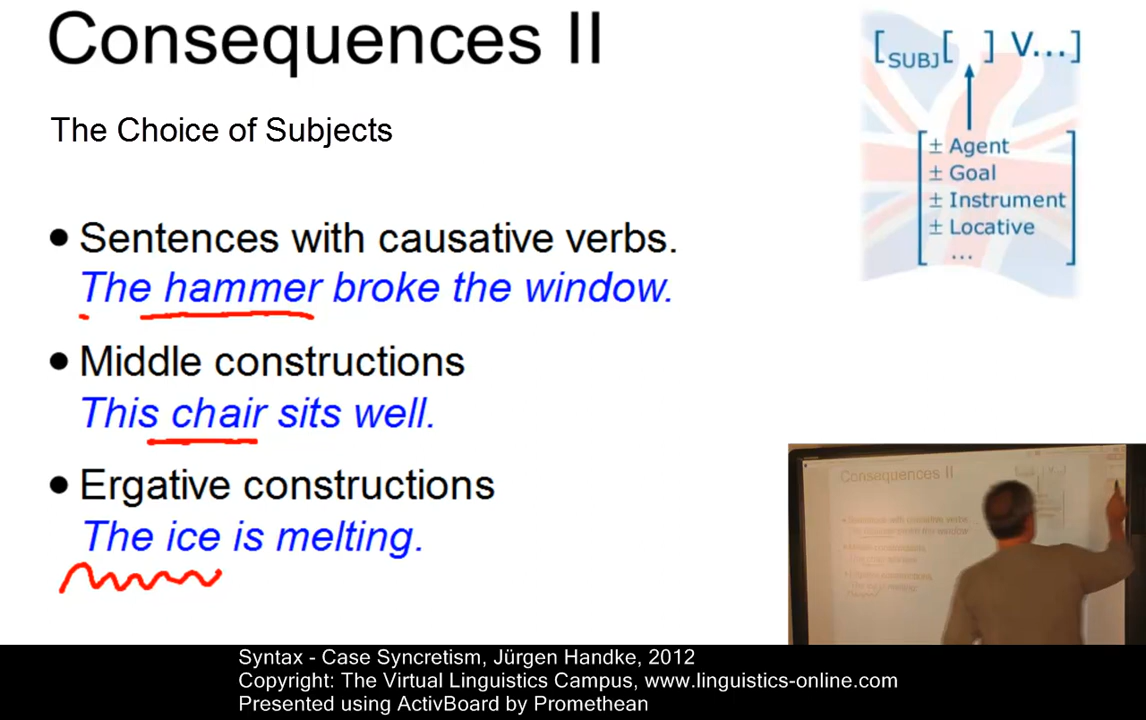 Consequences II
The Choice of Subjects
• Sentences with causative verbs.
The hammer broke the window.
• Middle constructions
This chair sits well.
• Ergative constructions
The ice is melting.
[SUBJ[ ] V...]
± Agent
± Goal
± Instrument
± Locative
...
Consequences II
Syntax - Case Syncretism, Jürgen Handke, 2012
Copyright: The Virtual Linguistics Campus, www.linguistics-online.com
Presented using ActivBoard by Promethean